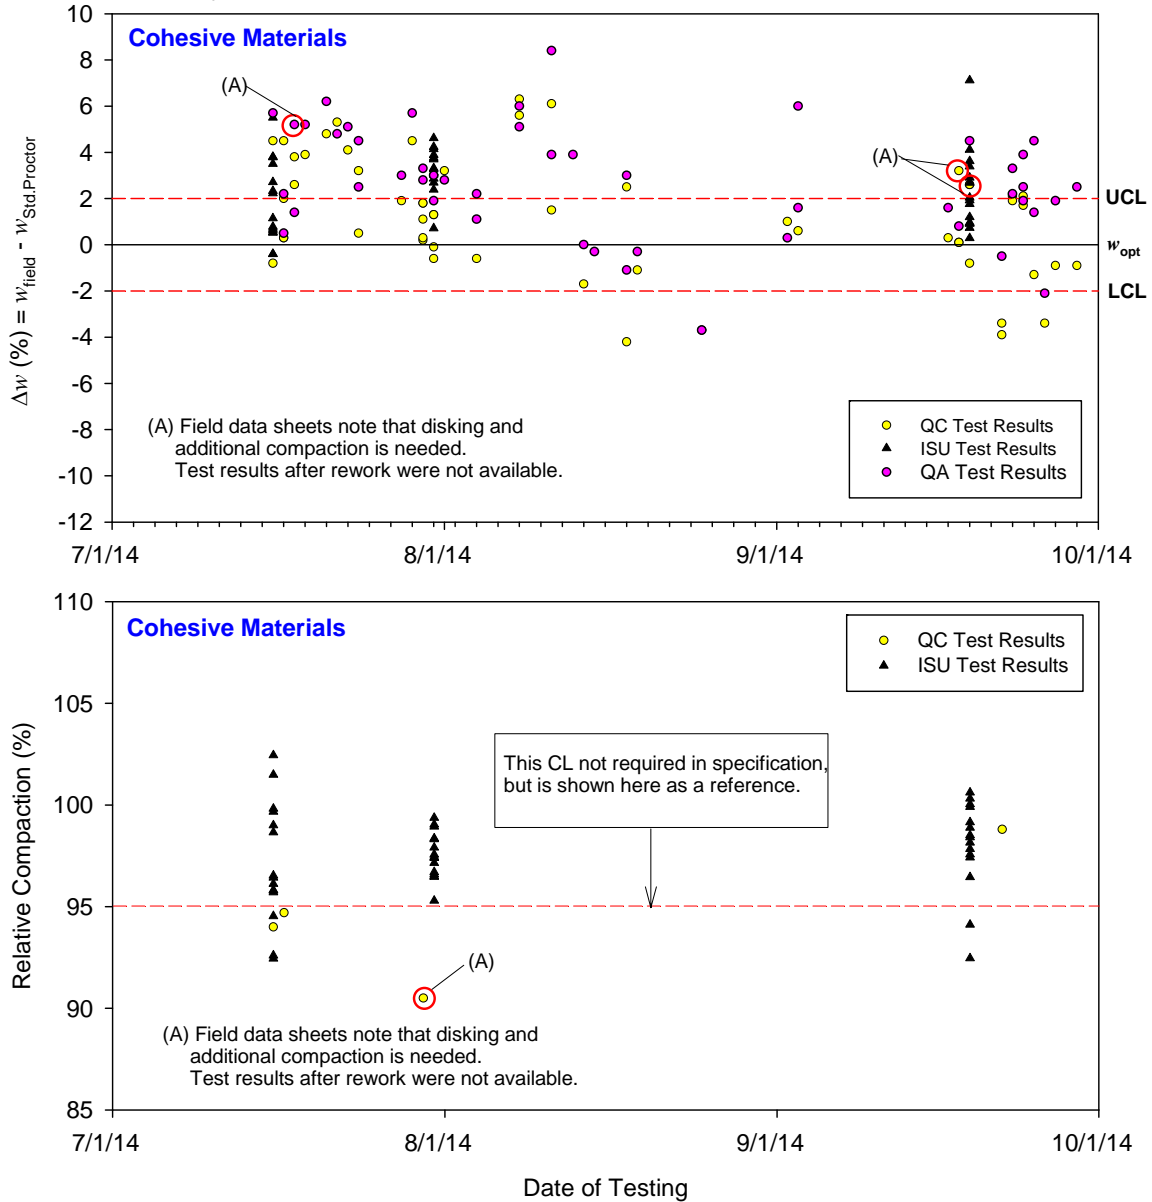 10
8
6
4
2
0
-2
-4
-6
-8
-10
-12
Δw (%) = wfield - wStd.Proctor
Cohesive Materials
(A)
(A)
UCL
wopt
LCL
(A) Field data sheets note that disking and
additional compaction is needed.
Test results after rework were not available.
QC Test Results
ISU Test Results
QA Test Results
7/1/14
8/1/14
9/1/14
10/1/14
110
105
100
95
90
85
Relative Compaction (%)
Cohesive Materials
QC Test Results
ISU Test Results
This CL not required in specification,
but is shown here as a reference.
(A)
(A) Field data sheets note that disking and
additional compaction is needed.
Test results after rework were not available.
7/1/14
8/1/14
9/1/14
10/1/14
Date of Testing